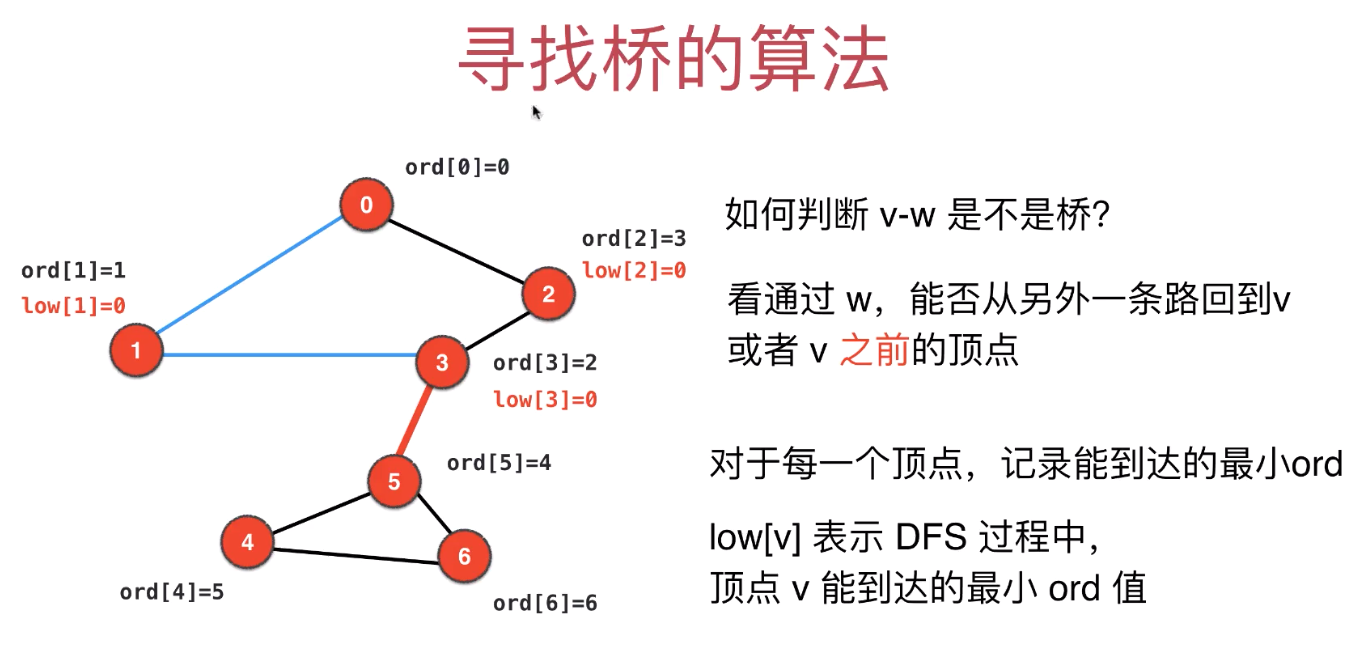 寻找桥的算法
ord[0]=0
0
如何判断 v-w 是不是桥？
ord[2]=3
low[2]=0
2
ord[1]=1
low[1]=0
1
看通过 w，能否从另外一条路回到v
或者 v 之前的顶点
3
ord[3]=2
low[3]=0
对于每一个顶点，记录能到达的最小ord
ord[5]=4
5
low[v] 表示 DFS 过程中，
顶点 v 能到达的最小 ord 值
4
6
ord[4]=5
ord[6]=6